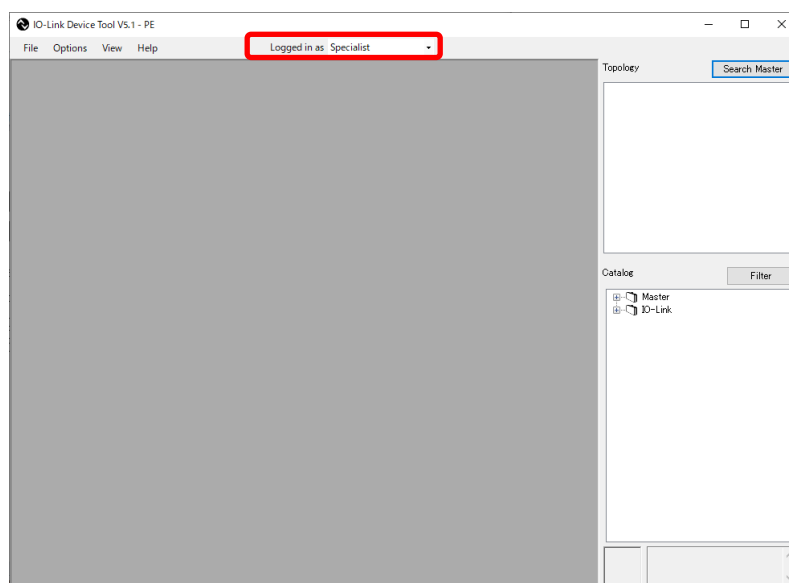 IO-Link Device Tool V5.1 - PE
File Options View Help Logged in as Specialist
Topology Search Master
Catalog Filter
Master
IO-Link